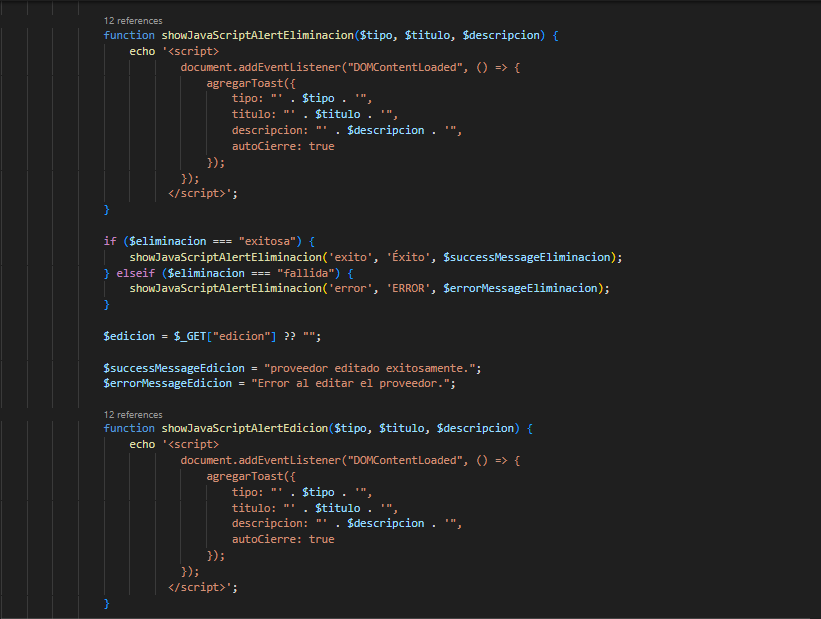 12 references
function showJavaScriptAlertEliminacion($tipo, $titulo, $descripcion) {
echo '<script>
document.addEventListener("DOMContentLoaded", () => {
agregarToast({
tipo: "' . $tipo . '",
titulo: "' . $titulo . '",
descripcion: "' . $descripcion . '",
autoCierre: true
});
});
</script>';
}
if ($eliminacion === "exitosa") {
showJavaScriptAlertEliminacion('exito', 'Éxito', $successMessageEliminacion);
} elseif ($eliminacion === "fallida") {
showJavaScriptAlertEliminacion('error', 'ERROR', $errorMessageEliminacion);
}
$edicion = $_GET["edicion"] ?? "";
$successMessageEdicion = "proveedor editado exitosamente.";
$errorMessageEdicion = "Error al editar el proveedor.";
12 references
function showJavaScriptAlertEdicion($tipo, $titulo, $descripcion) {
echo '<script>
document.addEventListener("DOMContentLoaded", () => {
agregarToast({
tipo: "' . $tipo . '",
titulo: "' . $titulo . '",
descripcion: "' . $descripcion . '",
autoCierre: true
});
});
</script>';
}